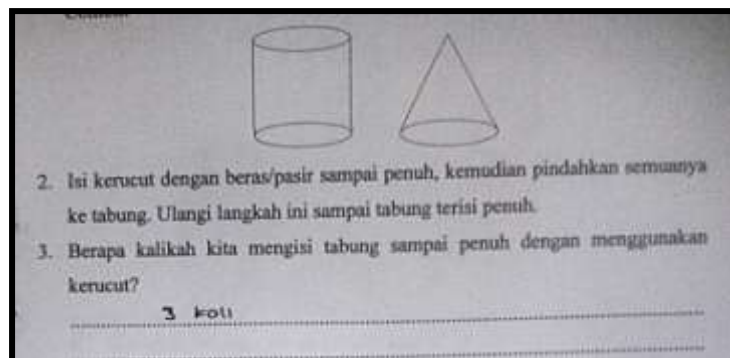 2. Isi kerucut dengan beras/pasir sampai penuh, kemudian pindahkan semuanya
ke tabung. Ulangi langkah ini sampai tabung terisi penuh.
3. Berapa kalikah kita mengisi tabung sampai penuh dengan menggunakan
kerucut?
3 kali